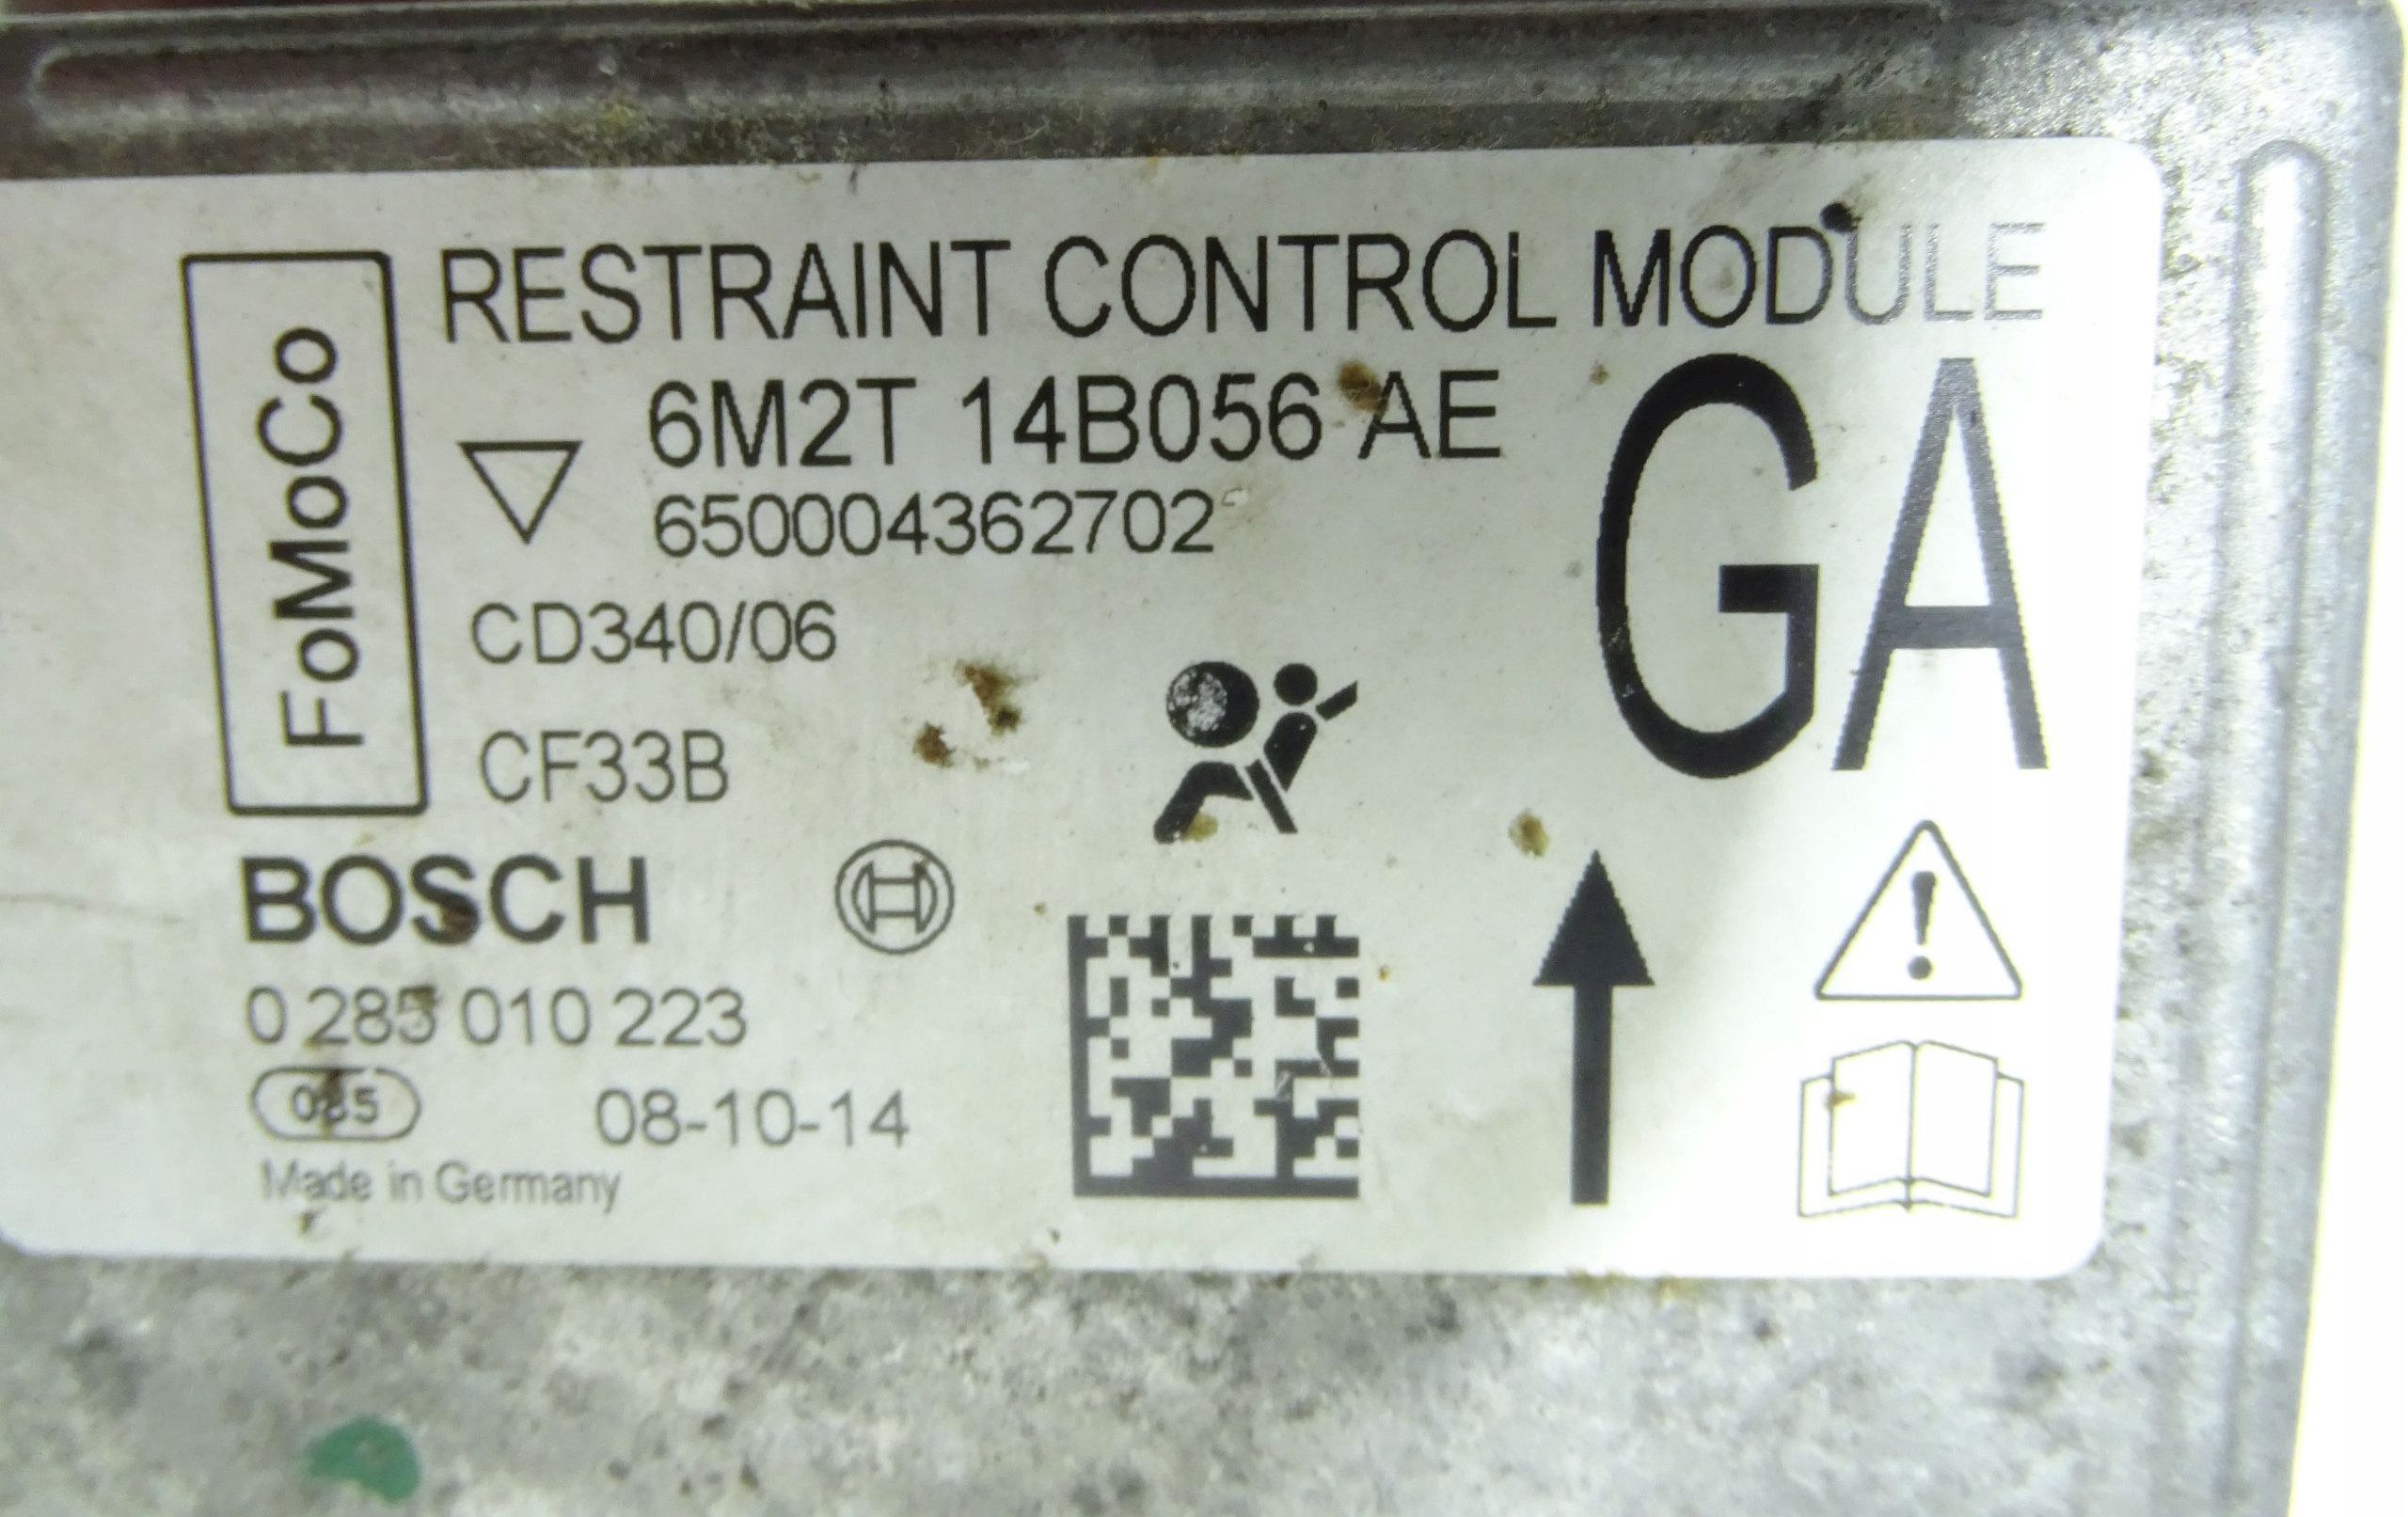 RESTRAINT CONTROL MODULE
FoMoCo
6M2T 14B056 AE
GA
650004362702
CD340/06
CF33B
BOSCH
0 285 010 223
08-10-14
Made in Germany